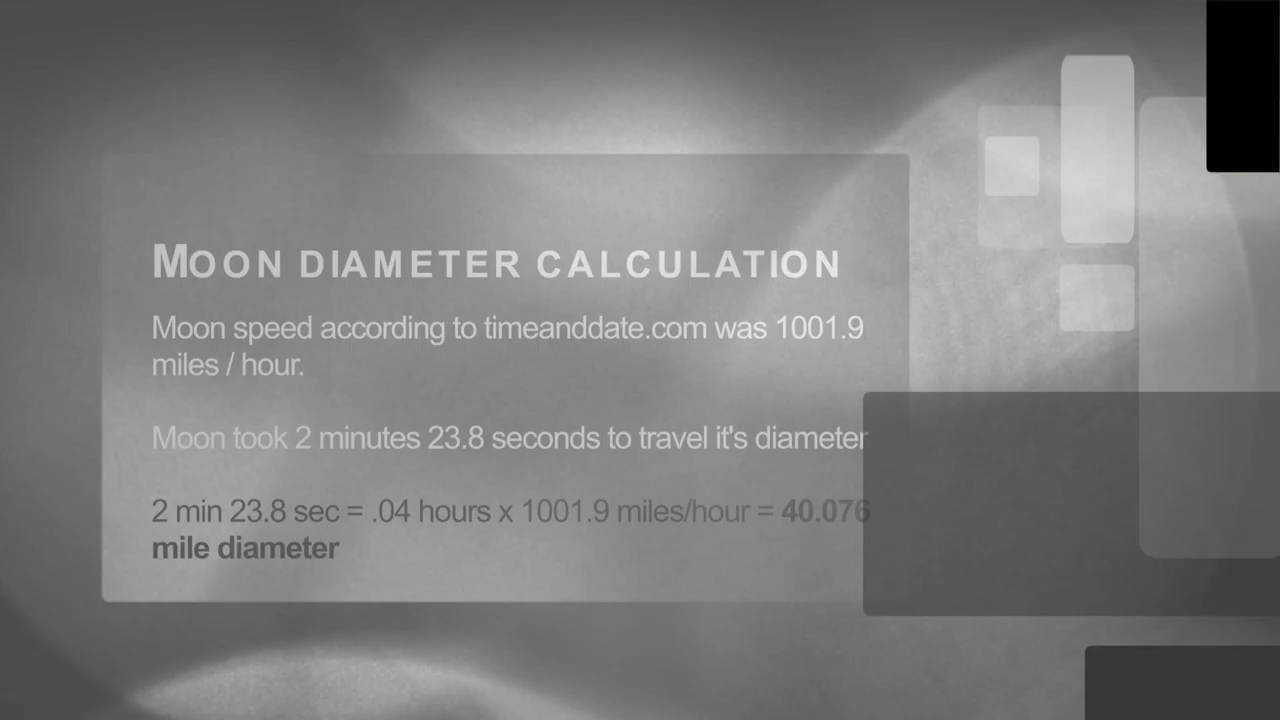 MOON DIAMETER CALCULATION
Moon speed according to timeanddate.com was 1001.9
miles / hour.
Moon took 2 minutes 23.8 seconds to travel it's diameter
2 min 23.8 sec = .04 hours x 1001.9 miles/hour = 40.076
mile diameter